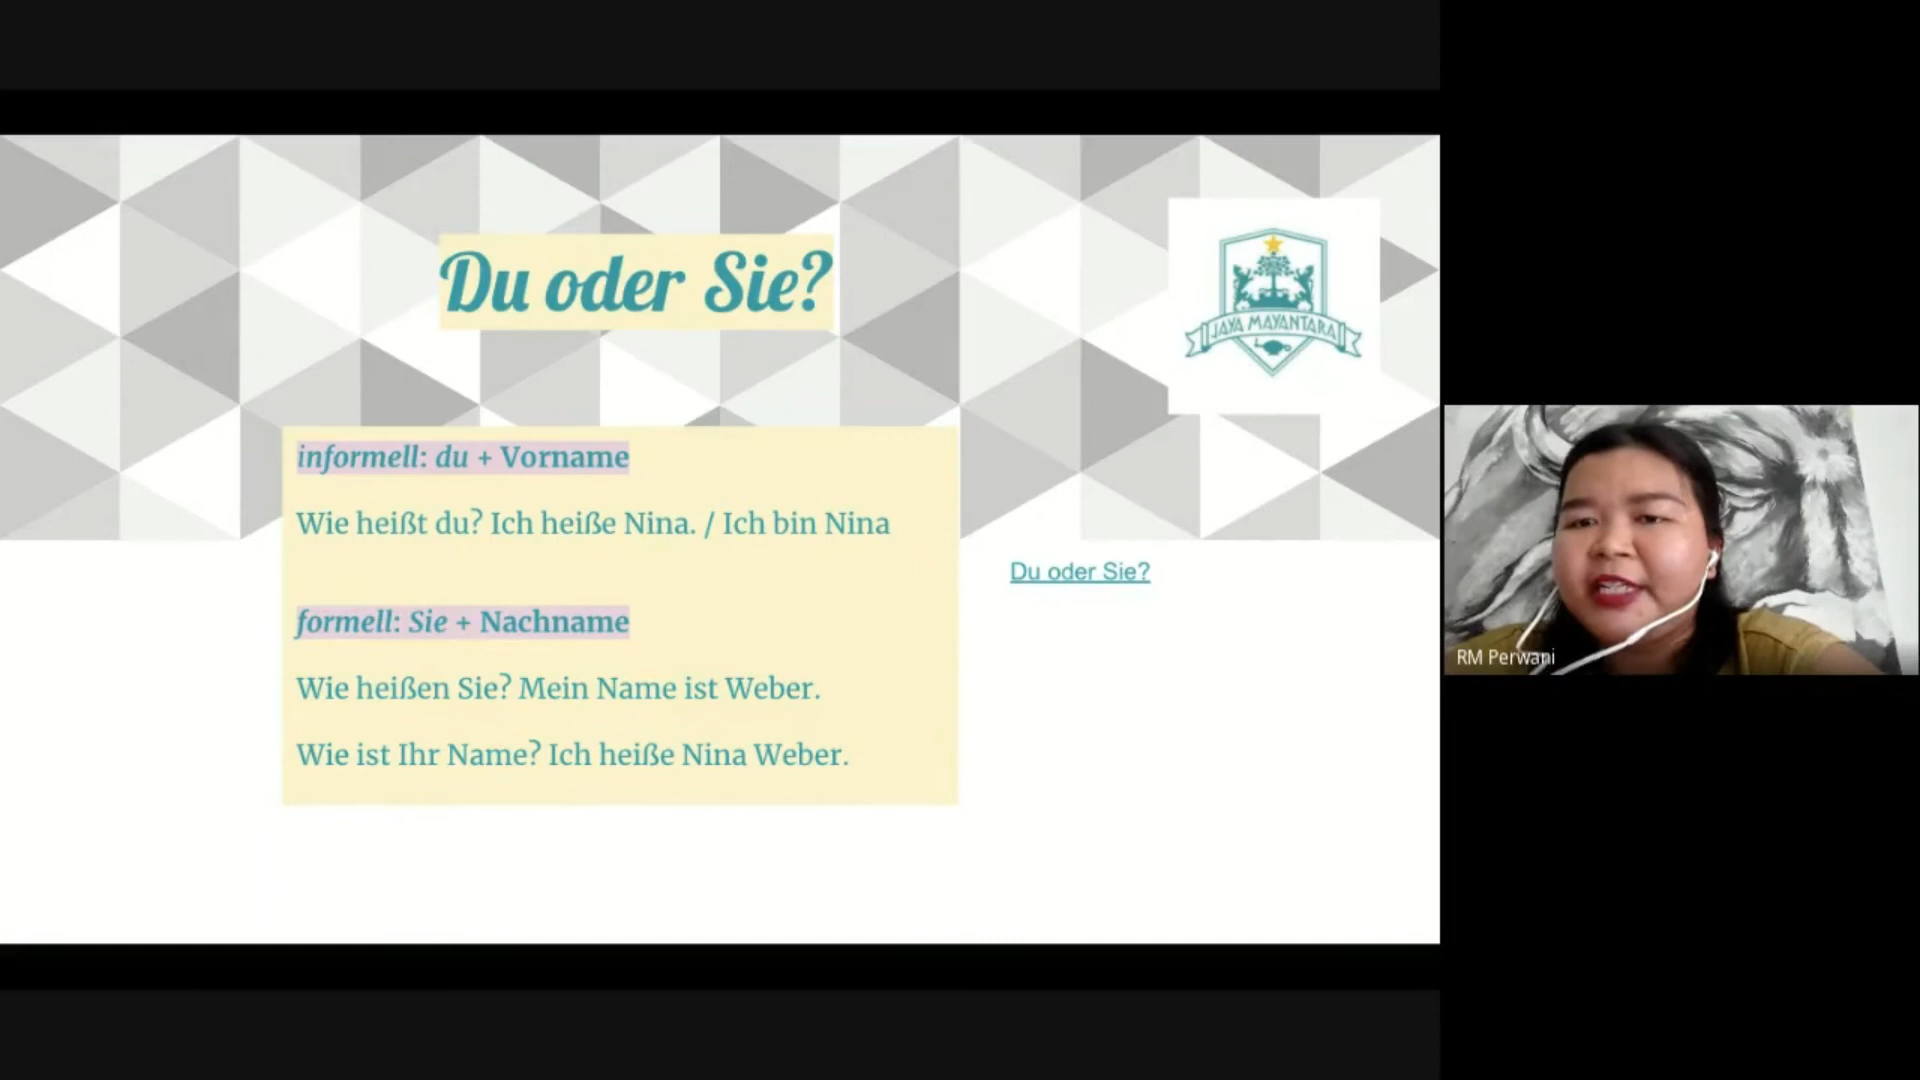 Du oder Sie?
JAYA MAYANTARA
informell: du + Vorname
Wie heißt du? Ich heiße Nina. / Ich bin Nina
Du oder Sie?
formell: Sie + Nachname
Wie heißen Sie? Mein Name ist Weber.
Wie ist Ihr Name? Ich heiße Nina Weber.
RM Perwani